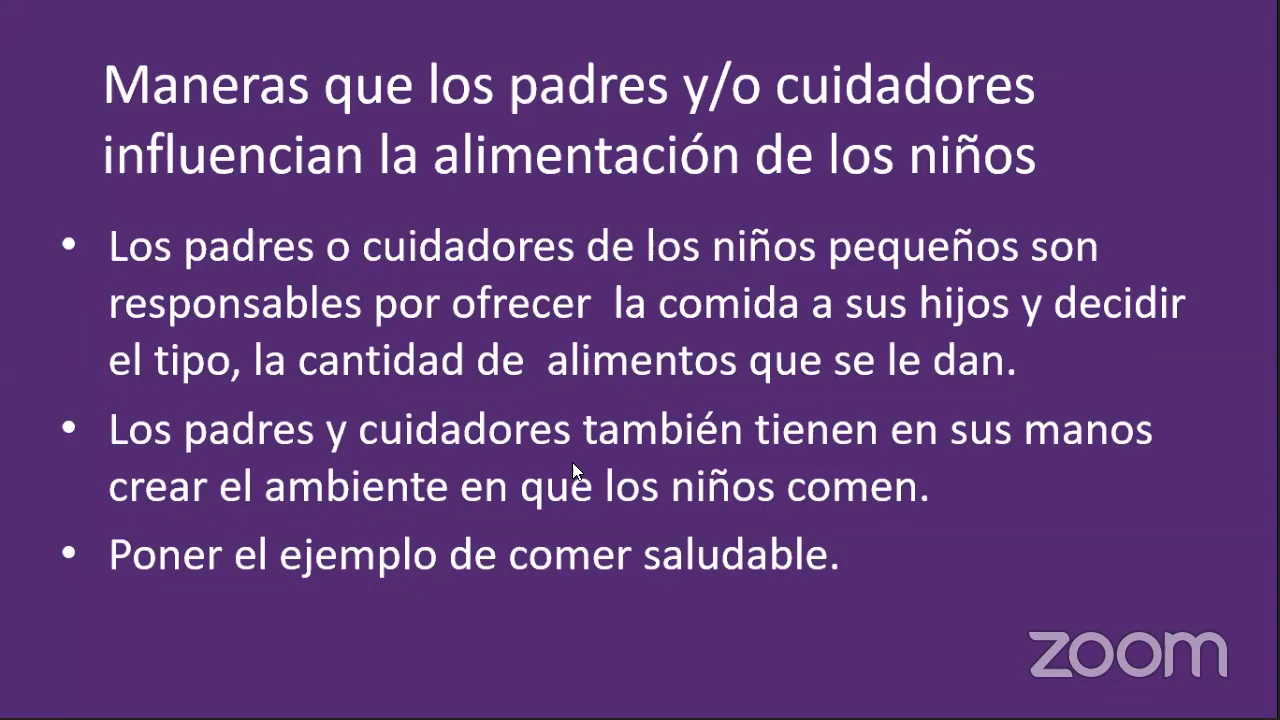 Maneras que los padres y/o cuidadores
influencian la alimentación de los niños
• Los padres o cuidadores de los niños pequeños son
responsables por ofrecer  la comida a sus hijos y decidir
el tipo, la cantidad de  alimentos que se le dan.
• Los padres y cuidadores también tienen en sus manos
crear el ambiente en que los niños comen.
• Poner el ejemplo de comer saludable.
zoom